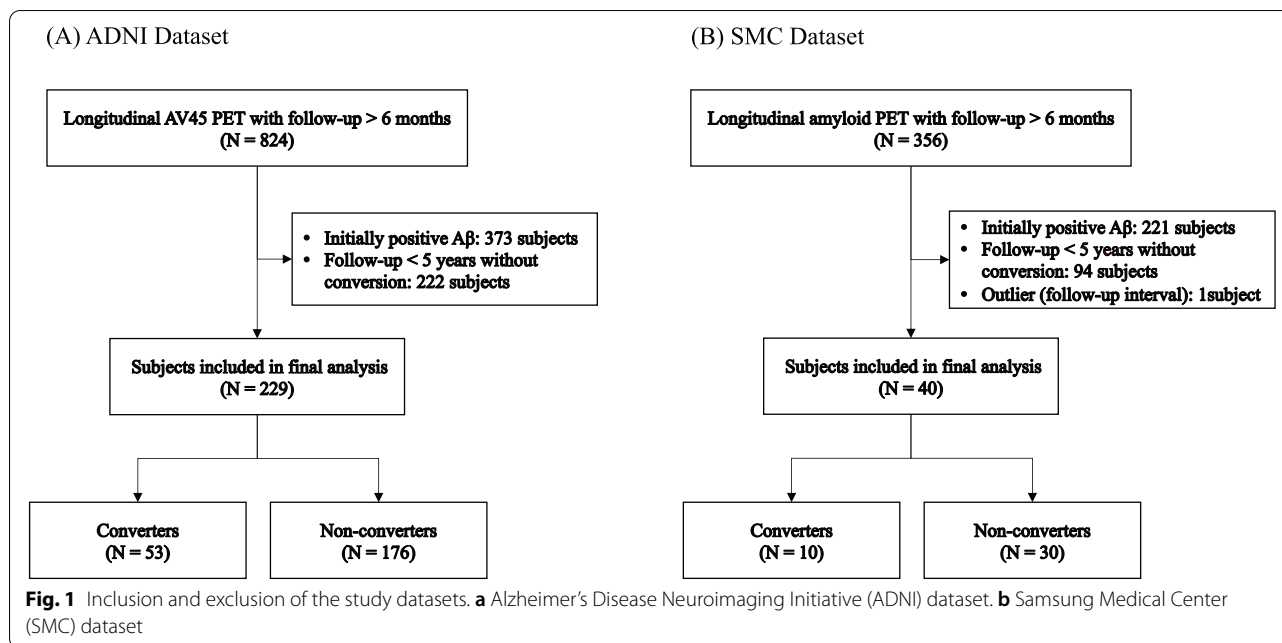 (A) ADNI Dataset
Longitudinal AV45 PET with follow-up > 6 months
(N = 824)
• Initially positive Aβ: 373 subjects
• Follow-up < 5 years without
conversion: 222 subjects
Subjects included in final analysis
(N = 229)
Converters
(N = 53)
Non-converters
(N = 176)
(B) SMC Dataset
Longitudinal amyloid PET with follow-up > 6 months
(N = 356)
• Initially positive Aβ: 221 subjects
• Follow-up < 5 years without
conversion: 94 subjects
• Outlier (follow-up interval): 1subject
Subjects included in final analysis
(N = 40)
Converters
(N = 10)
Non-converters
(N = 30)
Fig. 1 Inclusion and exclusion of the study datasets. a Alzheimer’s Disease Neuroimaging Initiative (ADNI) dataset. b Samsung Medical Center
(SMC) dataset